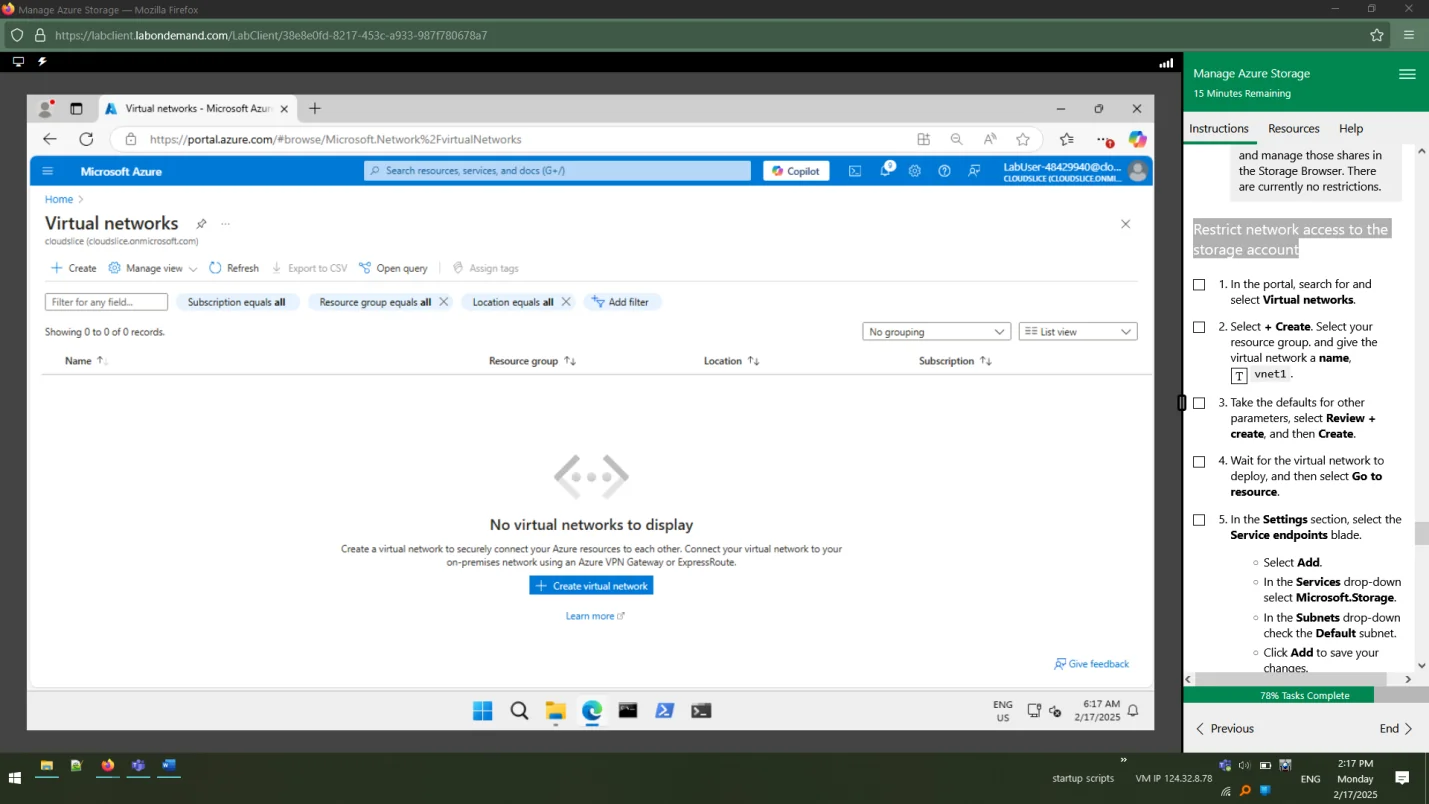 Manage Azure Storage — Mozilla Firefox
https://labclient.labondemand.com/LabClient/38e8e0fd-8217-453c-a933-987f780678a7
Virtual networks - Microsoft Azur
https://portal.azure.com/#browse/Microsoft.Network%2FvirtualNetworks
Microsoft Azure
Search resources, services, and docs (G+/)
Copilot
LabUser-48429940@clo...
CLOUDSLICE (CLOUDSLICE.ONMI...
Home
Virtual networks
cloudslice (cloudslice.onmicrosoft.com)
Create
Manage view
Refresh
Export to CSV
Open query
Assign tags
Filter for any field...
Subscription equals all
Resource group equals all
Location equals all
Add filter
Showing 0 to 0 of 0 records.
No grouping
List view
Name
Resource group
Location
Subscription
No virtual networks to display
Create a virtual network to securely connect your Azure resources to each other. Connect your virtual network to your
on-premises network using an Azure VPN Gateway or ExpressRoute.
Create virtual network
Learn more
Give feedback
ENG
US
6:17 AM
2/17/2025
Manage Azure Storage
15 Minutes Remaining
Instructions
Resources
Help
and manage those shares in
the Storage Browser. There
are currently no restrictions.
Restrict network access to the
storage account
1. In the portal, search for and
select Virtual networks.
2. Select + Create. Select your
resource group. and give the
virtual network a name,
T vnet1.
3. Take the defaults for other
parameters, select Review +
create, and then Create.
4. Wait for the virtual network to
deploy, and then select Go to
resource.
5. In the Settings section, select the
Service endpoints blade.
Select Add.
In the Services drop-down
select Microsoft.Storage.
In the Subnets drop-down
check the Default subnet.
Click Add to save your
changes.
78% Tasks Complete
Previous
End
startup scripts
VM IP 124.32.8.78
ENG
2:17 PM
Monday
2/17/2025